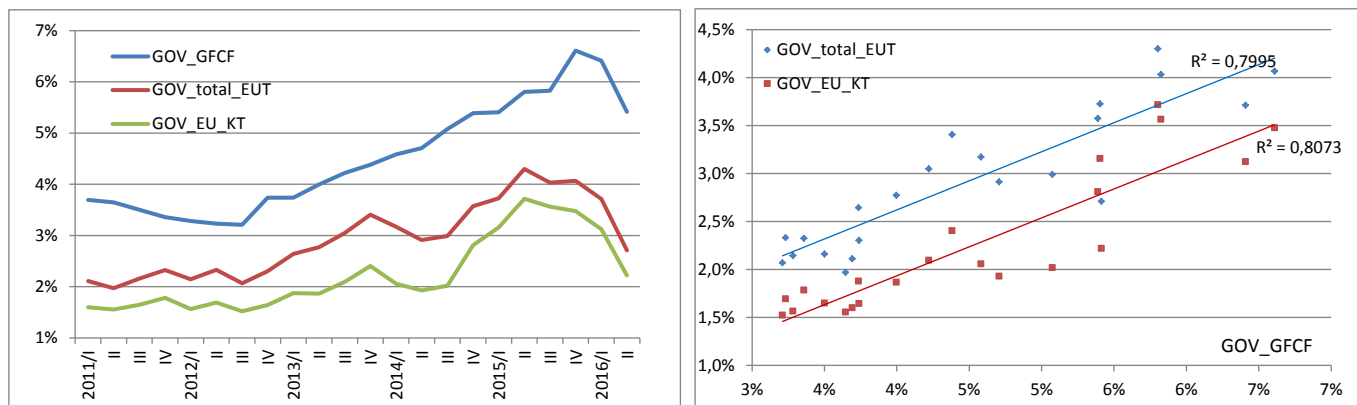 7%
6%
5%
4%
3%
2%
1%
GOV_GFCF
GOV_total_EUT
GOV_EU_KT
2011/I
II
III
IV
2012/I
II
III
IV
2013/I
II
III
IV
2014/I
II
III
IV
2015/I
II
III
IV
2016/I
II
4,5%
4,0%
3,5%
3,0%
2,5%
2,0%
1,5%
1,0%
GOV_total_EUT
GOV_EU_KT
R² = 0,7995
R² = 0,8073
GOV_GFCF
3%
4%
4%
5%
5%
6%
6%
7%
7%